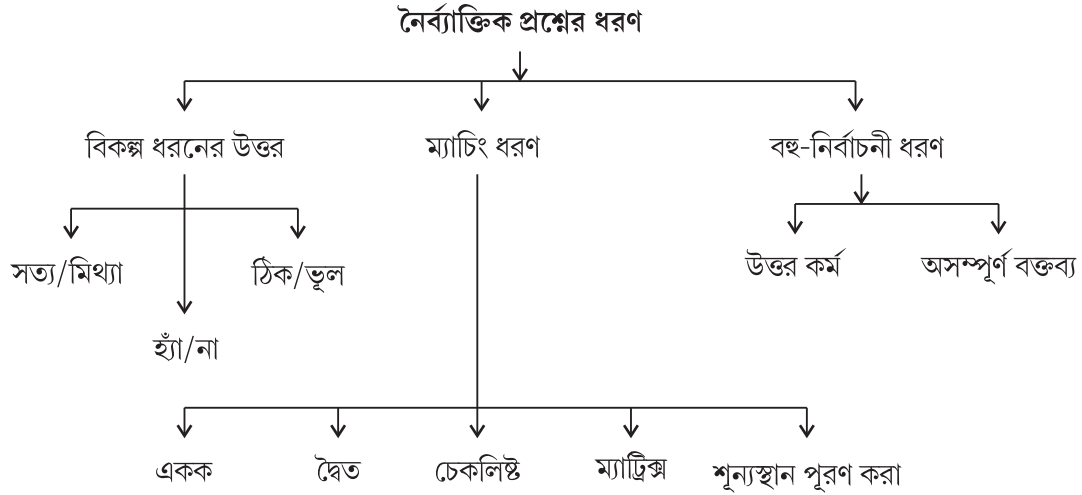 নৈর্ব্যাক্তিক প্রশ্নের ধরণ
বিকল্প ধরনের উত্তর
ম্যাচিং ধরণ
বহু-নির্বাচনী ধরণ
সত্য/মিথ্যা
ঠিক/ভূল
উত্তর কর্ম
অসম্পূর্ণ বক্তব্য
হ্যাঁ/না
একক
দ্বৈত
চেকলিষ্ট
ম্যাট্রিক্স
শূন্যস্থান পূরণ করা